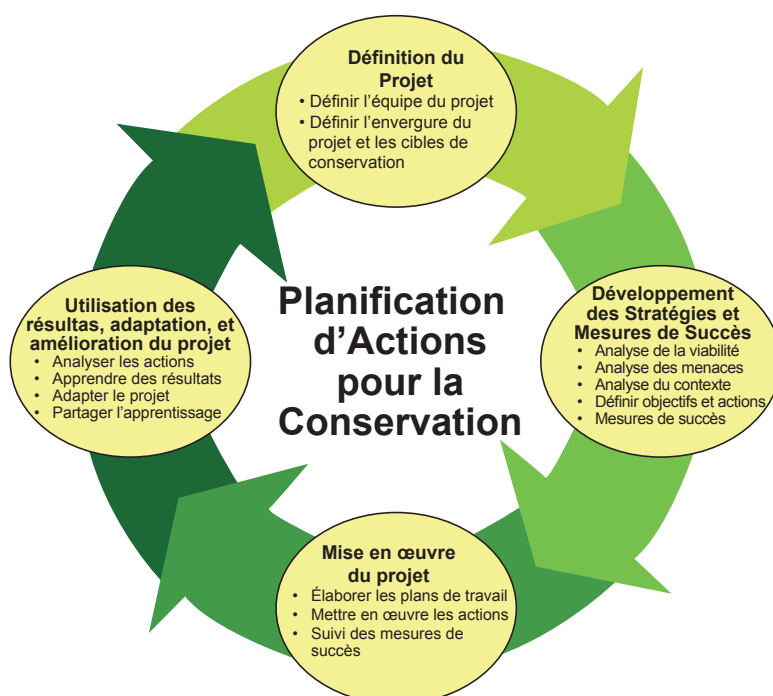 Définition du
Projet
• Définir l’équipe du projet
• Définir l’envergure du
projet et les cibles de
conservation
Planification
d’Actions
pour la
Conservation
Développement
des Stratégies et
Mesures de Succès
• Analyse de la viabilité
• Analyse des menaces
• Analyse du contexte
• Définir objectifs et actions
• Mesures de succès
Mise en œuvre
du projet
• Élaborer les plans de travail
• Mettre en œuvre les actions
• Suivi des mesures de
succès
Utilisation des
résultas, adaptation, et
amélioration du projet
• Analyser les actions
• Apprendre des résultats
• Adapter le projet
• Partager l’apprentissage